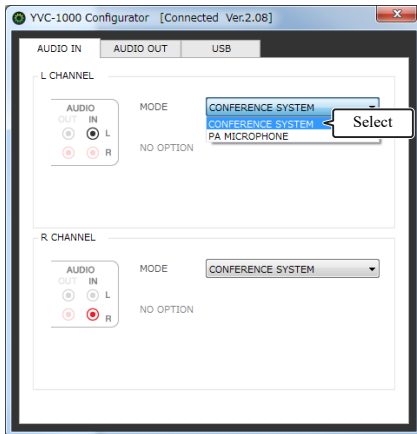 YVC-1000 Configurator [Connected Ver.2.08]
AUDIO IN AUDIO OUT USB
L CHANNEL
AUDIO
OUT IN
L
R
MODE CONFERENCE SYSTEM
CONFERENCE SYSTEM
PA MICROPHONE
Select
NO OPTION
R CHANNEL
AUDIO
OUT IN
L
R
MODE CONFERENCE SYSTEM
NO OPTION